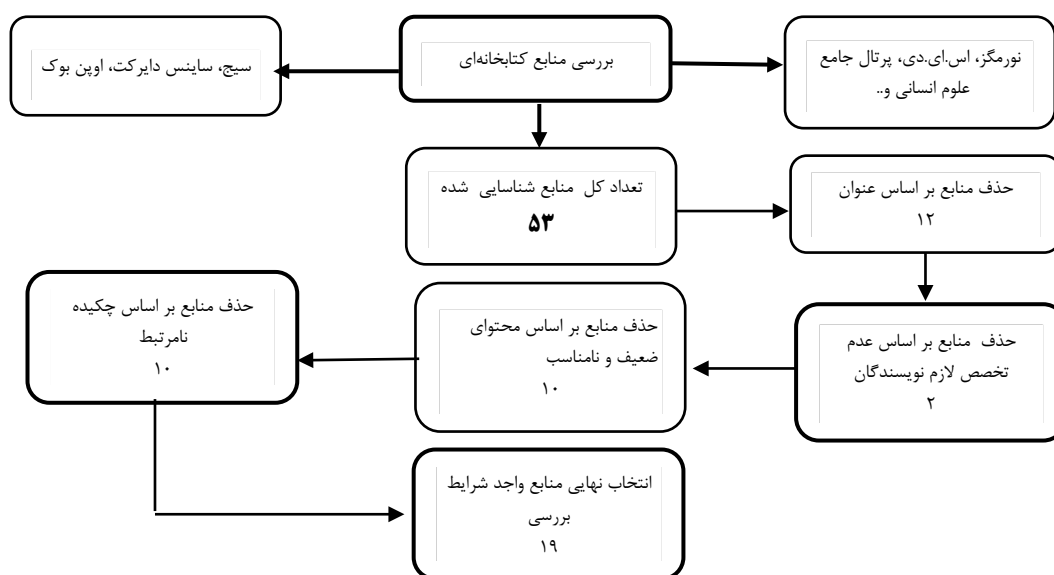 بررسی منابع کتابخانه‌ای
نورمگز، اس.ای.دی، پرتال جامع
علوم انسانی و..
سیج، ساینس دایرکت، اوپن بوک
تعداد کل منابع شناسایی شده
۵۳
حذف منابع بر اساس عنوان
۱۲
حذف منابع بر اساس عدم
تخصص لازم نویسندگان
۲
حذف منابع بر اساس محتوای
ضعیف و نامناسب
۱۰
حذف منابع بر اساس چکیده
نامرتبط
۱۰
انتخاب نهایی منابع واجد شرایط
بررسی
۱۹